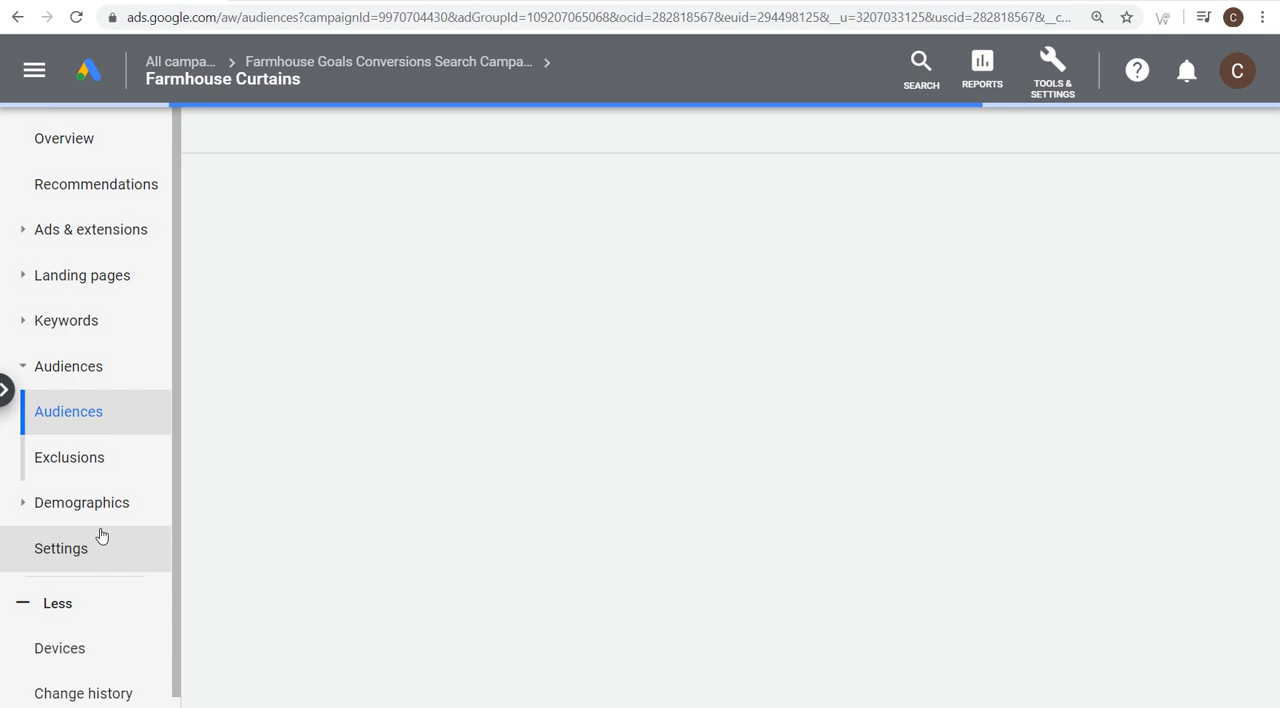 ads.google.com/aw/audiences?campaignId=9970704430&adGroupId=109207065068&ocid=282818567&euid=294498125&__u=3207033125&uscid=282818567&__c...
C
All campa...
Farmhouse Goals Conversions Search Campa...
Farmhouse Curtains
SEARCH
REPORTS
TOOLS &
SETTINGS
C
Overview
Recommendations
Ads & extensions
Landing pages
Keywords
Audiences
Audiences
Exclusions
Demographics
Settings
Less
Devices
Change history